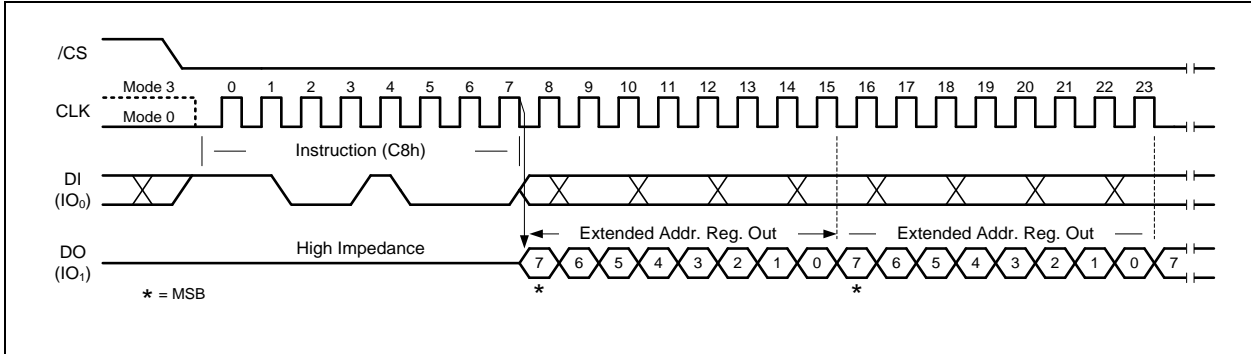 /CS
Mode 3
0 1 2 3 4 5 6 7 8 9 10 11 12 13 14 15 16 17 18 19 20 21 22 23
CLK
Mode 0
Instruction (C8h)
DI
(IO0)
Extended Addr. Reg. Out Extended Addr. Reg. Out
High Impedance
DO
(IO1)
7 6 5 4 3 2 1 0 7 6 5 4 3 2 1 0 7
* *
* = MSB